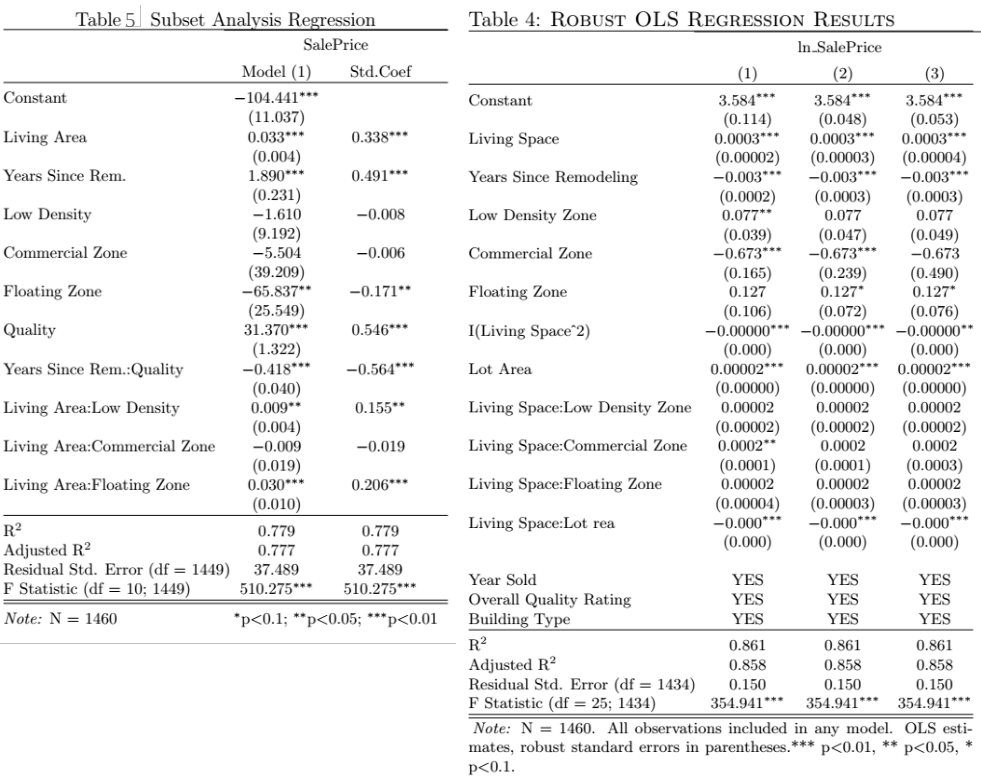 Table 5 Subset Analysis Regression
SalePrice
Model (1) Std.Coef
Constant −104.441***
(11.037)
Living Area 0.033*** 0.338***
(0.004)
Years Since Rem. 1.890*** 0.491***
(0.231)
Low Density −1.610 −0.008
(9.192)
Commercial Zone −5.504 −0.006
(39.209)
Floating Zone −65.837** −0.171**
(25.549)
Quality 31.370*** 0.546***
(1.322)
Years Since Rem.:Quality −0.418*** −0.564***
(0.040)
Living Area:Low Density 0.009** 0.155**
(0.004)
Living Area:Commercial Zone −0.009 −0.019
(0.019)
Living Area:Floating Zone 0.030*** 0.206***
(0.010)
R² 0.779 0.779
Adjusted R² 0.777 0.777
Residual Std. Error (df = 1449) 37.489 37.489
F Statistic (df = 10; 1449) 510.275*** 510.275***
Note: N = 1460 *p<0.1; **p<0.05; ***p<0.01
Table 4: ROBUST OLS REGRESSION RESULTS
ln_SalePrice
(1) (2) (3)
Constant 3.584*** 3.584*** 3.584***
(0.114) (0.048) (0.053)
Living Space 0.0003*** 0.0003*** 0.0003***
(0.00002) (0.00003) (0.00004)
Years Since Remodeling −0.003*** −0.003*** −0.003***
(0.0002) (0.0003) (0.0003)
Low Density Zone 0.077** 0.077 0.077
(0.039) (0.047) (0.049)
Commercial Zone −0.673*** −0.673*** −0.673
(0.165) (0.239) (0.490)
Floating Zone 0.127 0.127* 0.127*
(0.106) (0.072) (0.076)
I(Living Space^2) −0.00000*** −0.00000*** −0.00000**
(0.000) (0.000) (0.000)
Lot Area 0.00002*** 0.00002*** 0.00002***
(0.00000) (0.00000) (0.00000)
Living Space:Low Density Zone 0.00002 0.00002 0.00002
(0.00002) (0.00002) (0.00002)
Living Space:Commercial Zone 0.0002** 0.0002 0.0002
(0.0001) (0.0001) (0.0003)
Living Space:Floating Zone 0.00002 0.00002 0.00002
(0.00004) (0.00003) (0.00003)
Living Space:Lot rea −0.000*** −0.000*** −0.000***
(0.000) (0.000) (0.000)
Year Sold YES YES YES
Overall Quality Rating YES YES YES
Building Type YES YES YES
R² 0.861 0.861 0.861
Adjusted R² 0.858 0.858 0.858
Residual Std. Error (df = 1434) 0.150 0.150 0.150
F Statistic (df = 25; 1434) 354.941*** 354.941*** 354.941***
Note: N = 1460. All observations included in any model. OLS esti-
mates, robust standard errors in parentheses.*** p<0.01, ** p<0.05, *
p<0.1.